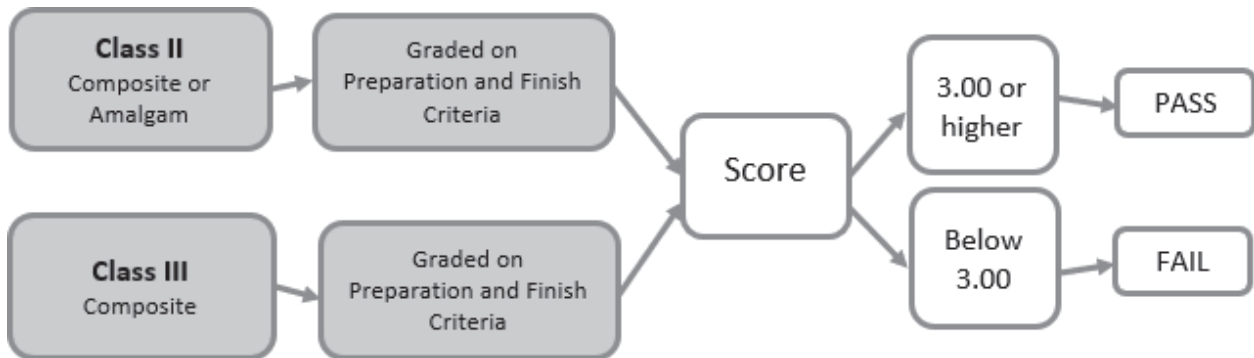 Class II
Composite or
Amalgam
Graded on
Preparation and Finish
Criteria
Class III
Composite
Graded on
Preparation and Finish
Criteria
Score
3.00 or
higher
PASS
Below
3.00
FAIL